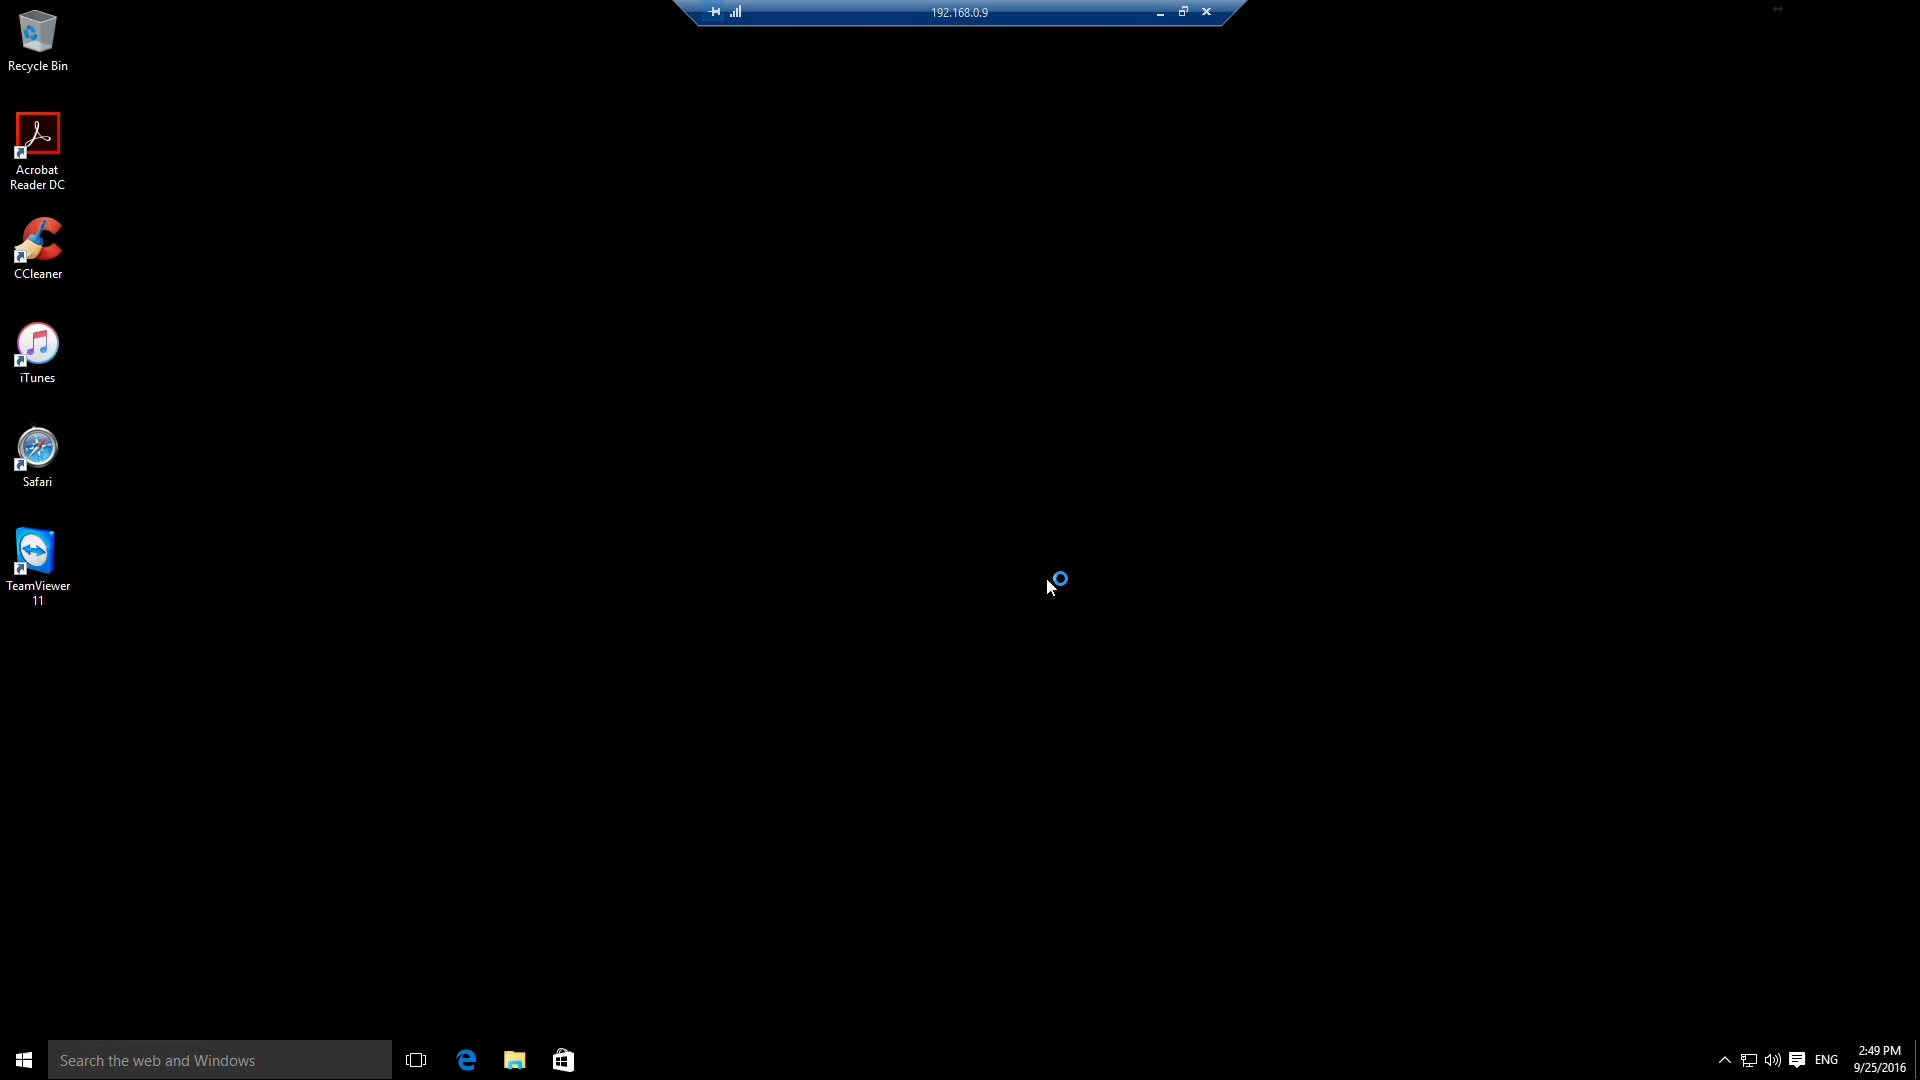 192.168.0.9
Recycle Bin
Acrobat
Reader DC
CCleaner
iTunes
Safari
TeamViewer
11
Search the web and Windows
ENG
2:49 PM
9/25/2016